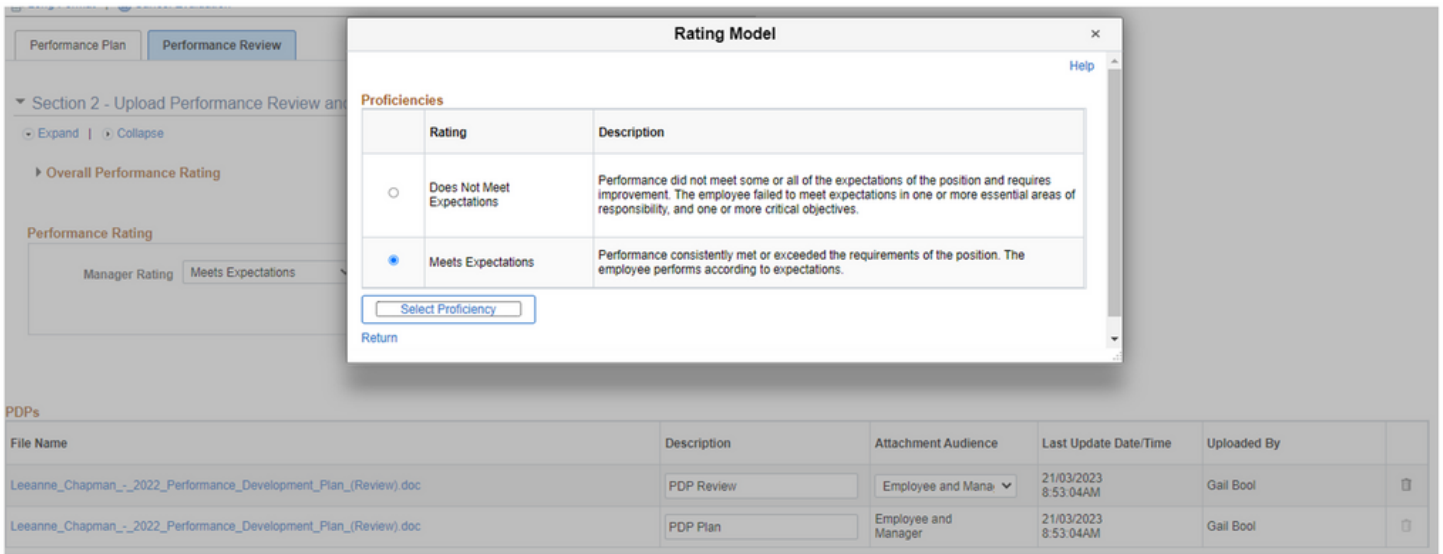 Performance Plan
Performance Review
Rating Model
×
Help
Section 2 - Upload Performance Review and
Expand | Collapse
Overall Performance Rating
Performance Rating
Manager Rating Meets Expectations
Proficiencies
Rating Description
Does Not Meet
Expectations
Performance did not meet some or all of the expectations of the position and requires
improvement. The employee failed to meet expectations in one or more essential areas of
responsibility, and one or more critical objectives.
Meets Expectations
Performance consistently met or exceeded the requirements of the position. The
employee performs according to expectations.
Select Proficiency
Return
PDPs
File Name Description Attachment Audience Last Update Date/Time Uploaded By
Leeanne_Chapman_-_2022_Performance_Development_Plan_(Review).doc
PDP Review
Employee and Mana
21/03/2023
8:53:04AM
Gail Bool
Leeanne_Chapman_-_2022_Performance_Development_Plan_(Review).doc
PDP Plan
Employee and
Manager
21/03/2023
8:53:04AM
Gail Bool